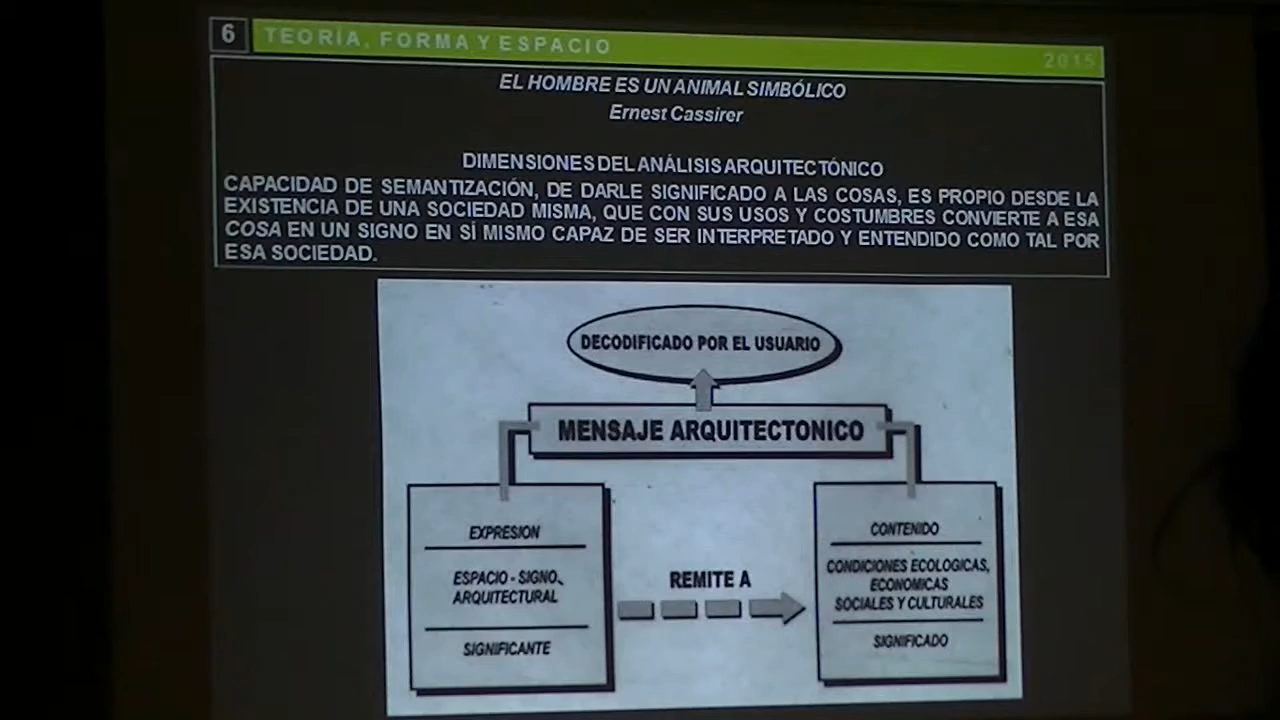 6 TEORÍA, FORMA Y ESPACIO 2015
EL HOMBRE ES UN ANIMAL SIMBÓLICO
Ernest Cassirer
DIMENSIONES DEL ANÁLISIS ARQUITECTÓNICO
CAPACIDAD DE SEMANTIZACIÓN, DE DARLE SIGNIFICADO A LAS COSAS, ES PROPIO DESDE LA
EXISTENCIA DE UNA SOCIEDAD MISMA, QUE CON SUS USOS Y COSTUMBRES CONVIERTE A ESA
COSA EN UN SIGNO EN SÍ MISMO CAPAZ DE SER INTERPRETADO Y ENTENDIDO COMO TAL POR
ESA SOCIEDAD.
DECODIFICADO POR EL USUARIO
MENSAJE ARQUITECTONICO
EXPRESION
ESPACIO - SIGNO
ARQUITECTURAL
SIGNIFICANTE
REMITE A
CONTENIDO
CONDICIONES ECOLOGICAS,
ECONOMICAS
SOCIALES Y CULTURALES
SIGNIFICADO